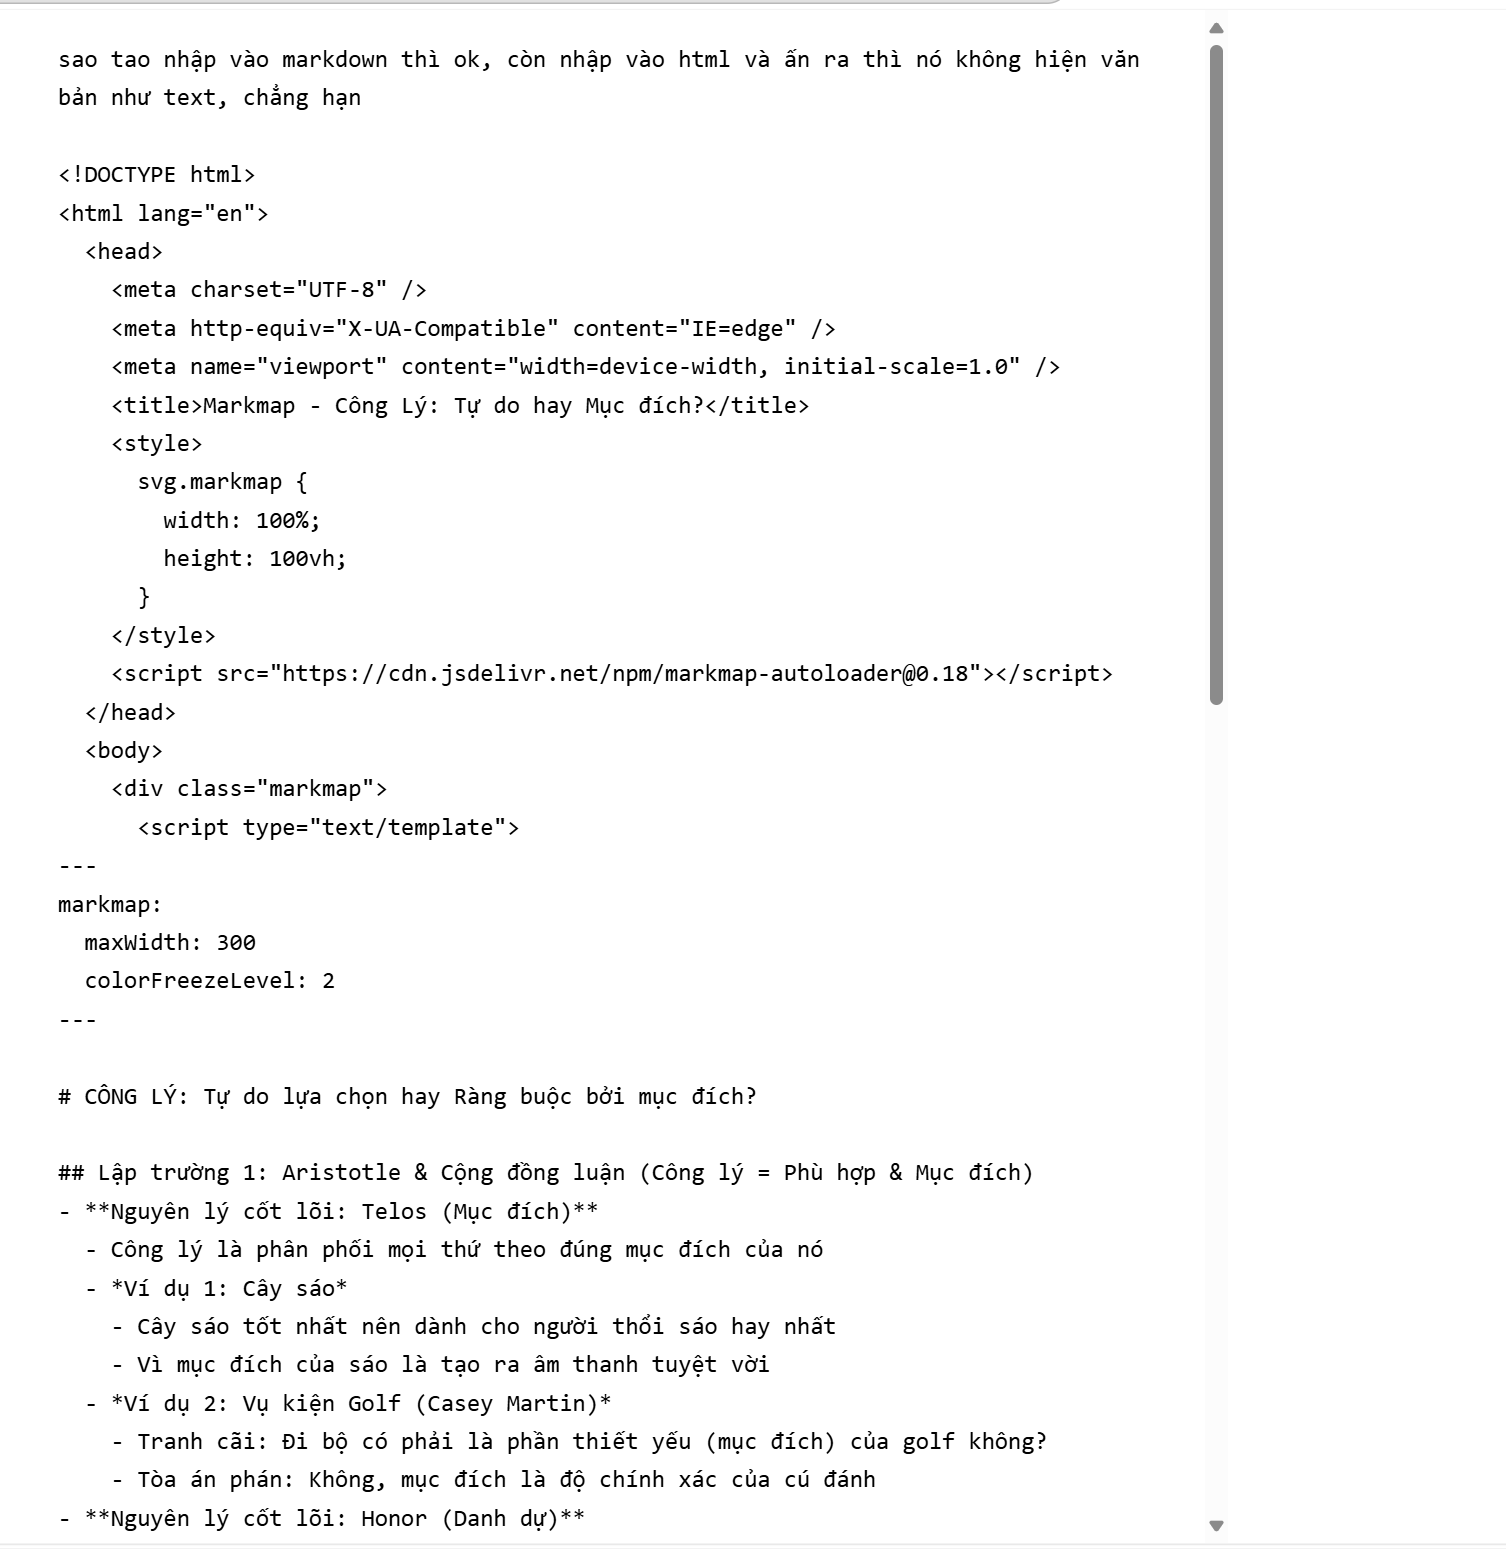 sao tao nhập vào markdown thì ok, còn nhập vào html và ấn ra thì nó không hiện văn
bản như text, chẳng hạn

<!DOCTYPE html>
<html lang="en">
  <head>
    <meta charset="UTF-8" />
    <meta http-equiv="X-UA-Compatible" content="IE=edge" />
    <meta name="viewport" content="width=device-width, initial-scale=1.0" />
    <title>Markmap - Công Lý: Tự do hay Mục đích?</title>
    <style>
      svg.markmap {
        width: 100%;
        height: 100vh;
      }
    </style>
    <script src="https://cdn.jsdelivr.net/npm/markmap-autoloader@0.18"></script>
  </head>
  <body>
    <div class="markmap">
      <script type="text/template">
---
markmap:
  maxWidth: 300
  colorFreezeLevel: 2
---

# CÔNG LÝ: Tự do lựa chọn hay Ràng buộc bởi mục đích?

## Lập trường 1: Aristotle & Cộng đồng luận (Công lý = Phù hợp & Mục đích)
- **Nguyên lý cốt lõi: Telos (Mục đích)**
  - Công lý là phân phối mọi thứ theo đúng mục đích của nó
  - *Ví dụ 1: Cây sáo*
    - Cây sáo tốt nhất nên dành cho người thổi sáo hay nhất
    - Vì mục đích của sáo là tạo ra âm thanh tuyệt vời
  - *Ví dụ 2: Vụ kiện Golf (Casey Martin)*
    - Tranh cãi: Đi bộ có phải là phần thiết yếu (mục đích) của golf không?
    - Tòa án phán: Không, mục đích là độ chính xác của cú đánh
- **Nguyên lý cốt lõi: Honor (Danh dự)**